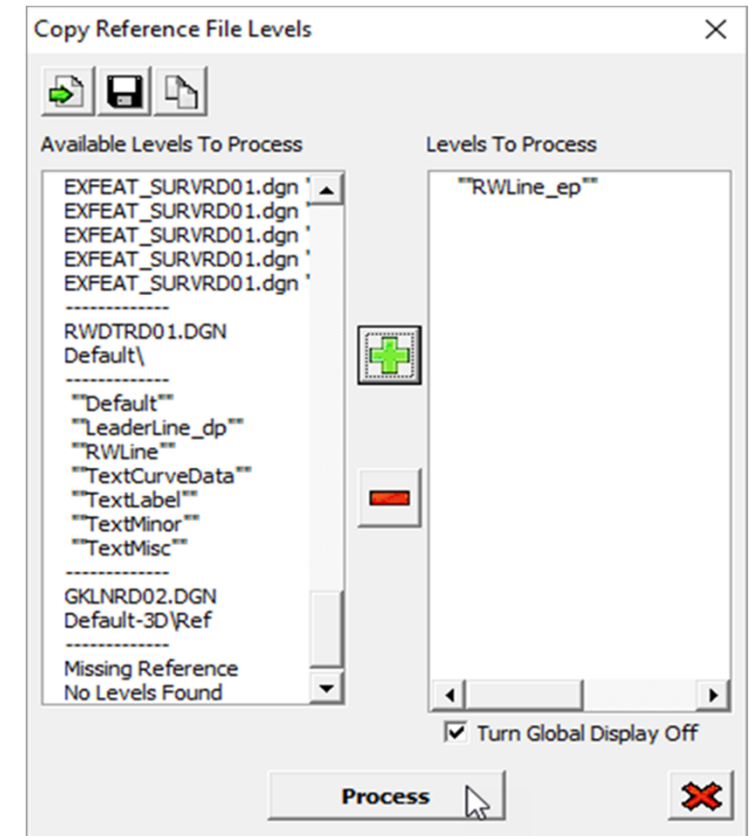 Copy Reference File Levels
Available Levels To Process
Levels To Process
EXFEAT_SURVRD01.dgn '
EXFEAT_SURVRD01.dgn '
EXFEAT_SURVRD01.dgn '
EXFEAT_SURVRD01.dgn '
EXFEAT_SURVRD01.dgn '
-------------
RWDTRD01.DGN
Default\
-------------
""Default""
""LeaderLine_dp""
""RWLine""
""TextCurveData""
""TextLabel""
""TextMinor""
""TextMisc""
-------------
GKLNRD02.DGN
Default-3D\Ref
-------------
Missing Reference
No Levels Found
""RWLine_ep""
Turn Global Display Off
Process